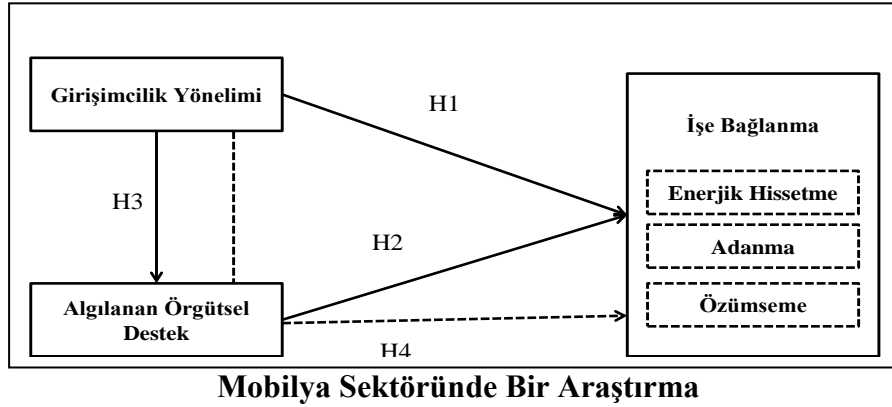 Girişimcilik Yönelimi
H1
İşe Bağlanma
Enerjik Hissetme
H3
H2
Adanma
Algılanan Örgütsel
Destek
Özümseme
H4
Mobilya Sektöründe Bir Araştırma